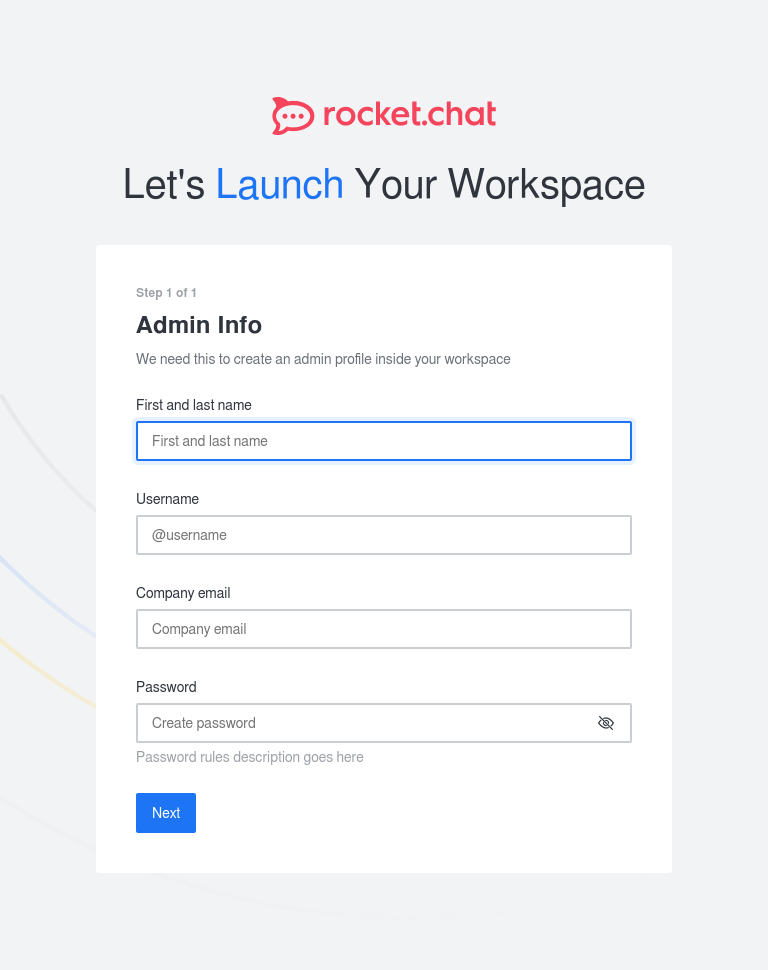 rocket.chat
Let's Launch Your Workspace
Step 1 of 1
Admin Info
We need this to create an admin profile inside your workspace
First and last name
First and last name
Username
@username
Company email
Company email
Password
Create password
Password rules description goes here
Next